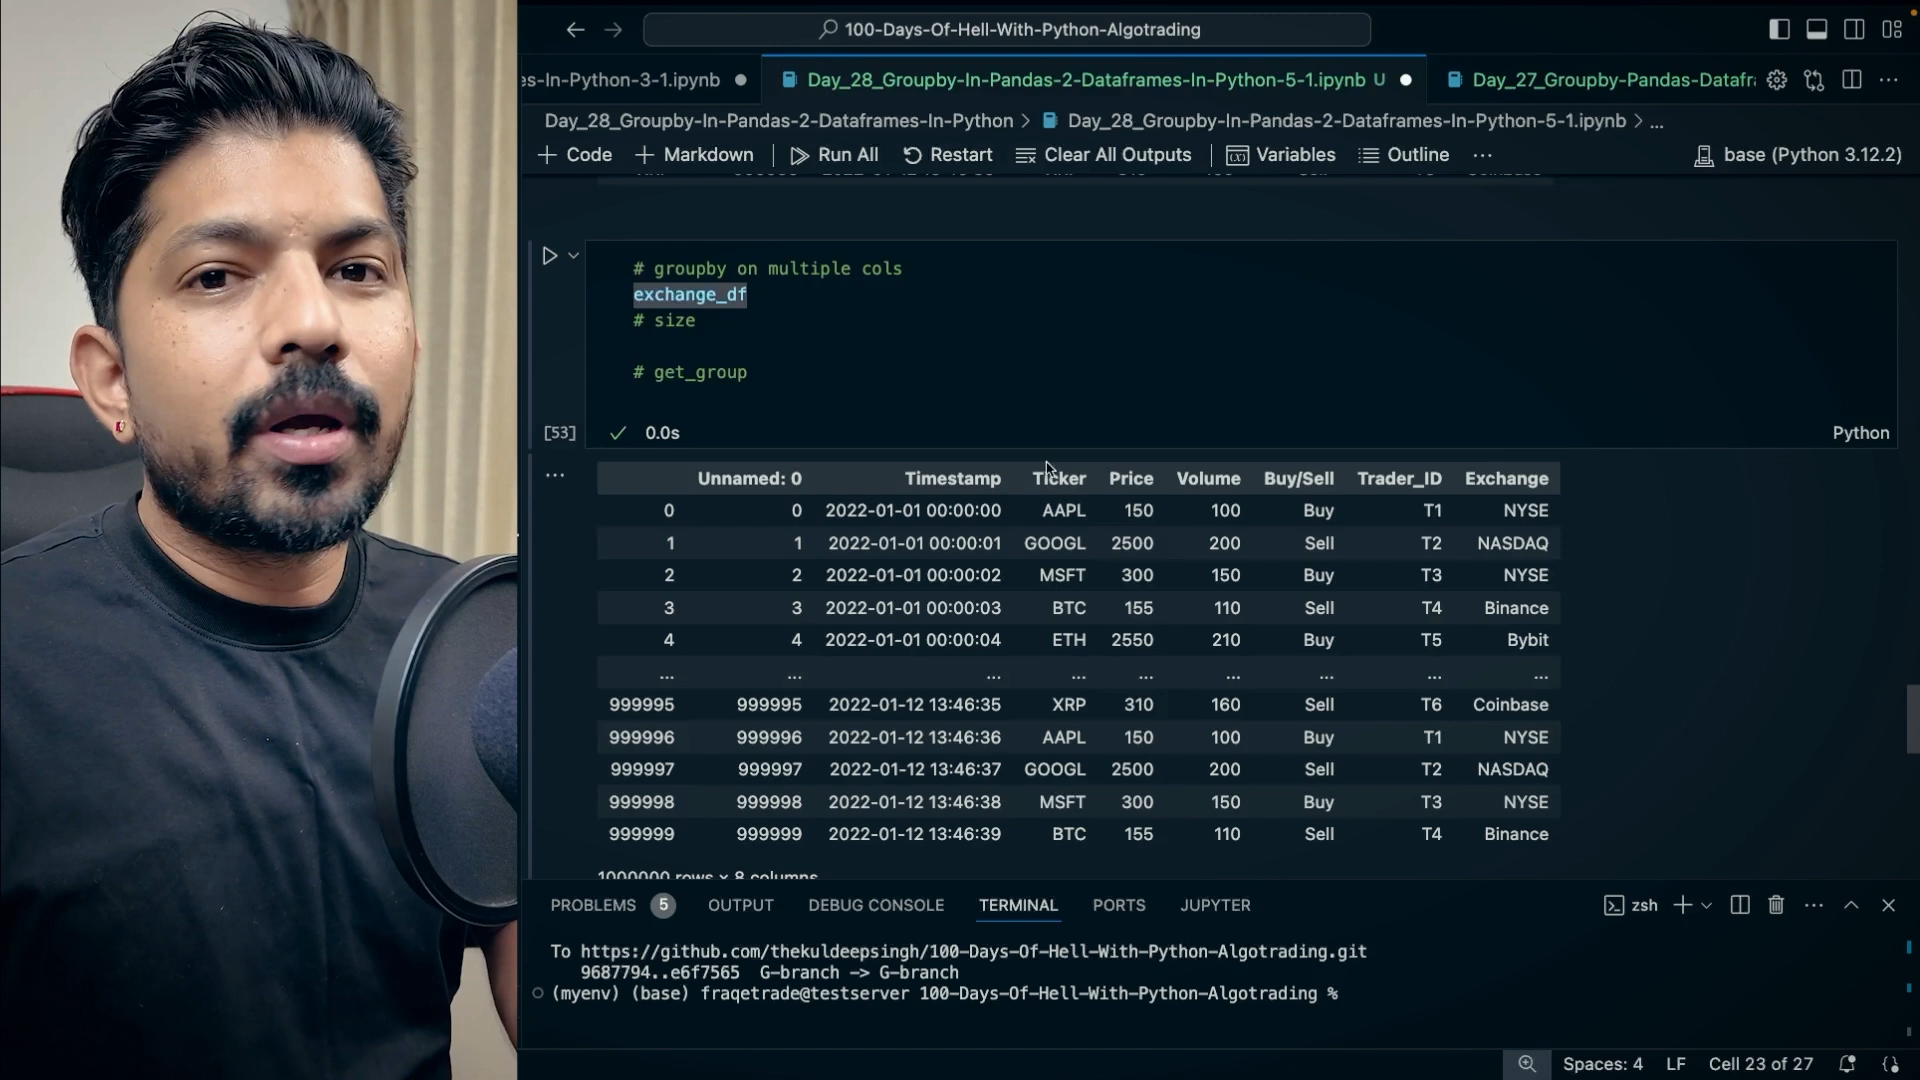 100-Days-Of-Hell-With-Python-Algotrading
es-In-Python-3-1.ipynb
Day_28_Groupby-In-Pandas-2-Dataframes-In-Python-5-1.ipynb U
Day_27_Groupby-Pandas-Datafr
Day_28_Groupby-In-Pandas-2-Dataframes-In-Python > Day_28_Groupby-In-Pandas-2-Dataframes-In-Python-5-1.ipynb > ...
+ Code + Markdown Run All Restart Clear All Outputs Variables Outline ... base (Python 3.12.2)
# groupby on multiple cols
exchange_df
# size
# get_group
[53] 0.0s Python
Unnamed: 0 Timestamp Ticker Price Volume Buy/Sell Trader_ID Exchange
0 0 2022-01-01 00:00:00 AAPL 150 100 Buy T1 NYSE
1 1 2022-01-01 00:00:01 GOOGL 2500 200 Sell T2 NASDAQ
2 2 2022-01-01 00:00:02 MSFT 300 150 Buy T3 NYSE
3 3 2022-01-01 00:00:03 BTC 155 110 Sell T4 Binance
4 4 2022-01-01 00:00:04 ETH 2550 210 Buy T5 Bybit
... ... ... ... ... ... ... ... ...
999995 999995 2022-01-12 13:46:35 XRP 310 160 Sell T6 Coinbase
999996 999996 2022-01-12 13:46:36 AAPL 150 100 Buy T1 NYSE
999997 999997 2022-01-12 13:46:37 GOOGL 2500 200 Sell T2 NASDAQ
999998 999998 2022-01-12 13:46:38 MSFT 300 150 Buy T3 NYSE
999999 999999 2022-01-12 13:46:39 BTC 155 110 Sell T4 Binance
1000000 rows × 8 columns
PROBLEMS 5 OUTPUT DEBUG CONSOLE TERMINAL PORTS JUPYTER zsh
To https://github.com/thekuldeepsingh/100-Days-Of-Hell-With-Python-Algotrading.git
9687794..e6f7565 G-branch -> G-branch
(myenv) (base) fraqetrade@testserver 100-Days-Of-Hell-With-Python-Algotrading %
Spaces: 4 LF Cell 23 of 27